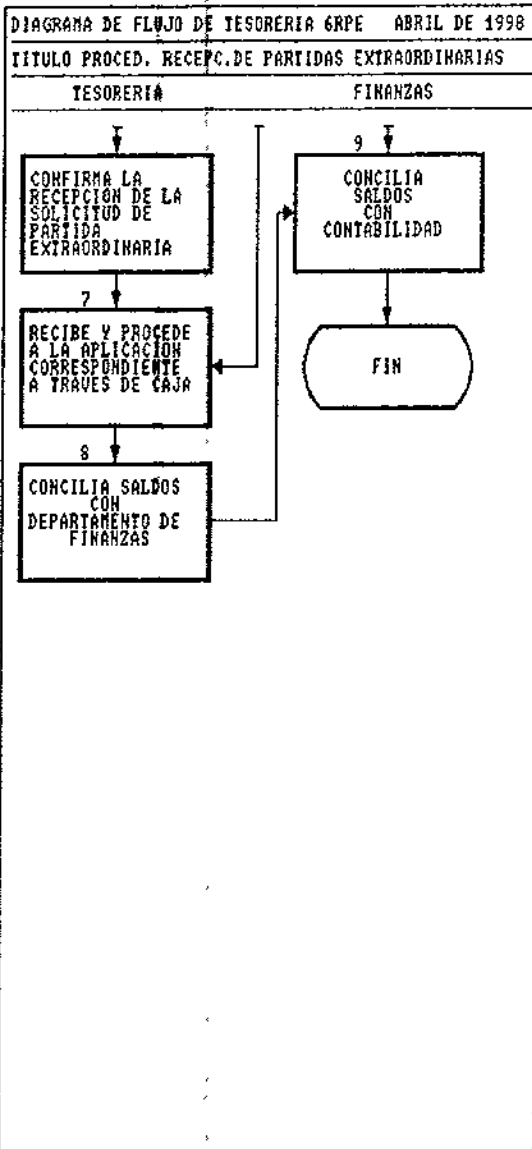 DIAGRAMA DE FLUJO DE TESORERIA GRPE ABRIL DE 1998
TITULO PROCED. RECEPC.DE PARTIDAS EXTRAORDINARIAS
TESORERIA FINANZAS
CONFIRMA LA
RECEPCION DE LA
SOLICITUD DE
PARTIDA
EXTRAORDINARIA
9
CONCILIA
SALDOS
CON
CONTABILIDAD
7
RECIBE Y PROCEDE
A LA APLICACION
CORRESPONDIENTE
A TRAVES DE CAJA
FIN
8
CONCILIA SALDOS
CON
DEPARTAMENTO DE
FINANZAS